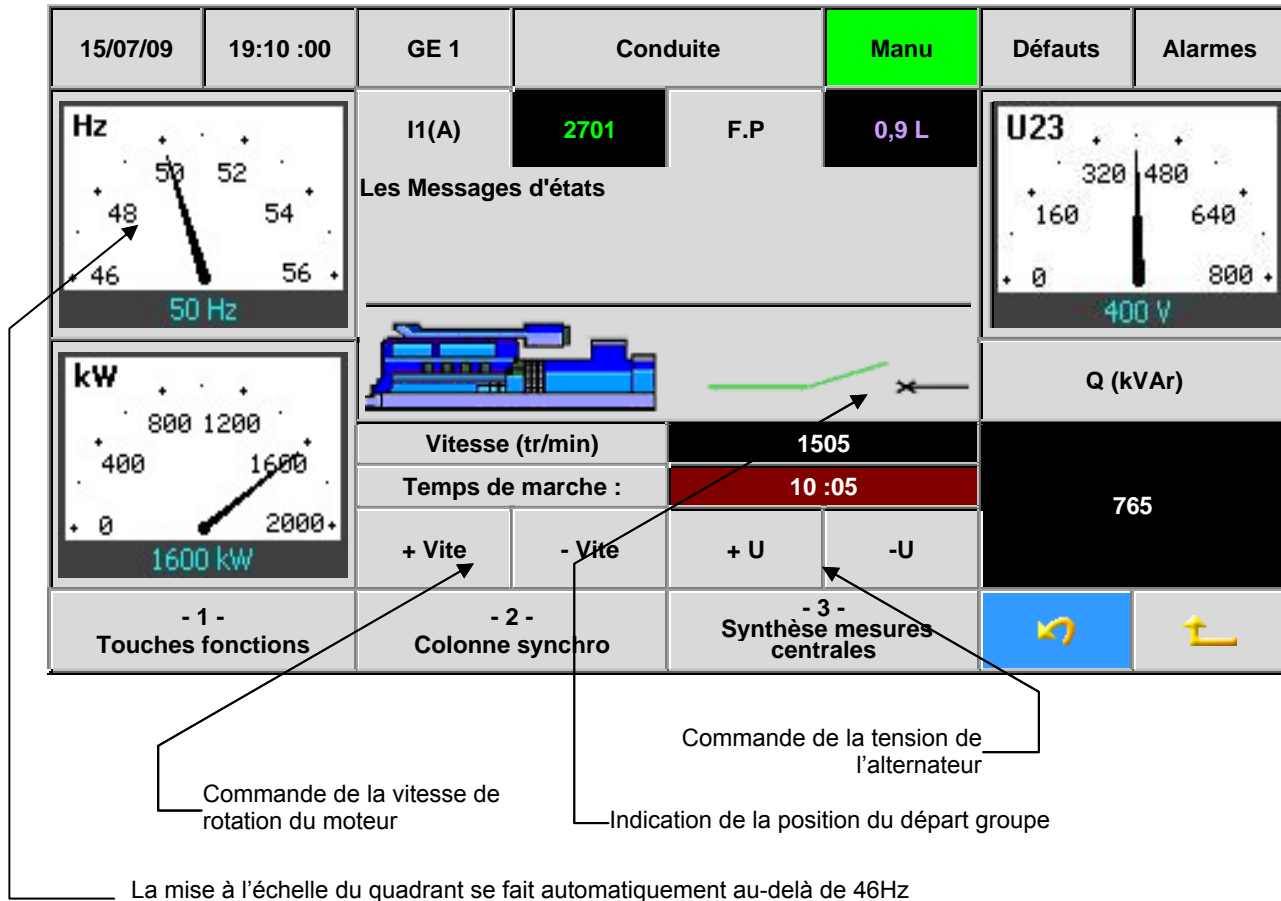 15/07/09 19:10 :00 GE 1 Conduite Manu Défauts Alarmes
Hz
46 48 50 52 54 56
50 Hz
I1(A) 2701 F.P 0,9 L
Les Messages d'états
U23
0 160 320 480 640 800
400 V
kW
0 400 800 1200 1600 2000
1600 kW
Q (kVAr)
765
Vitesse (tr/min) 1505
Temps de marche : 10 :05
+ Vite - Vite + U -U
- 1 -
Touches fonctions
- 2 -
Colonne synchro
- 3 -
Synthèse mesures
centrales
Commande de la tension de
l’alternateur
Commande de la vitesse de
rotation du moteur
Indication de la position du départ groupe
La mise à l’échelle du quadrant se fait automatiquement au-delà de 46Hz